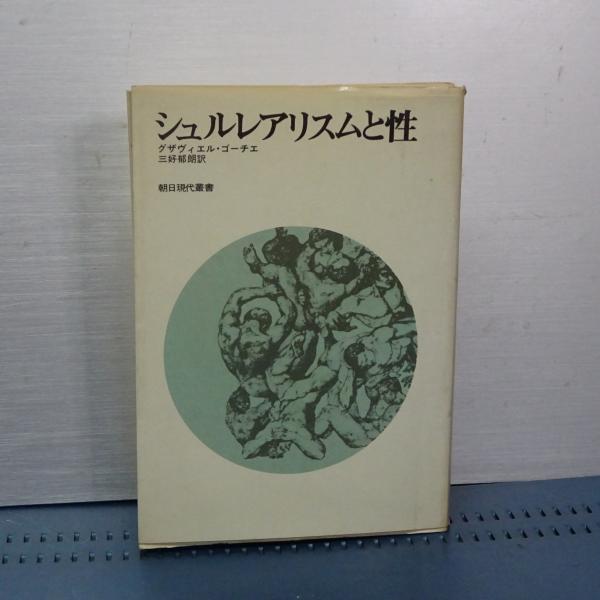 シュルレアリスムと性
グザヴィエル・ゴーチエ
三好郁朗訳
朝日現代叢書